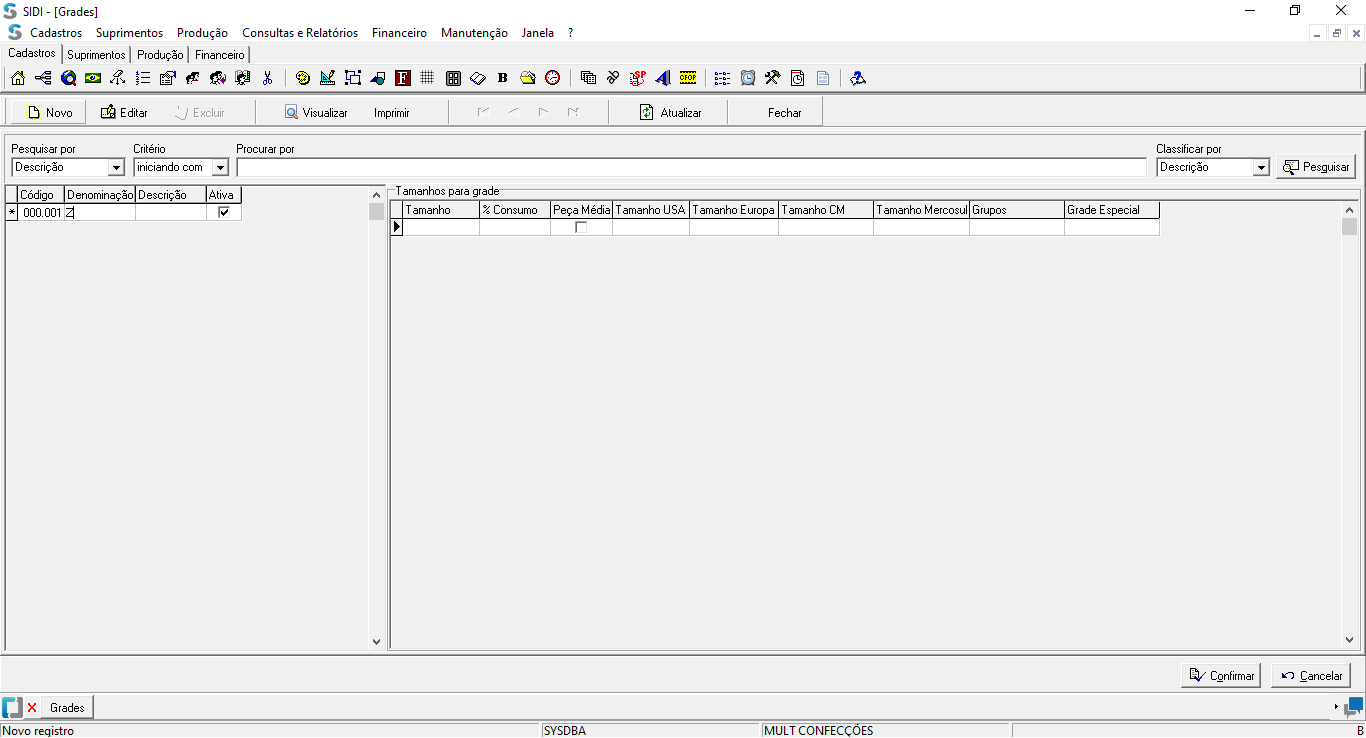 SIDI - [Grades]
Cadastros Suprimentos Produção Consultas e Relatórios Financeiro Manutenção Janela ?
Cadastros Suprimentos Produção Financeiro
F B SP CFOP
Novo Editar Excluir Visualizar Imprimir Atualizar Fechar
Pesquisar por Critério Procurar por Classificar por
Descrição iniciando com Descrição Pesquisar
Código Denominação Descrição Ativa
* 000.001 Z
Tamanhos para grade
Tamanho % Consumo Peça Média Tamanho USA Tamanho Europa Tamanho CM Tamanho Mercosul Grupos Grade Especial
Confirmar Cancelar
Grades
Novo registro SYSDBA MULT CONFECÇÕES B